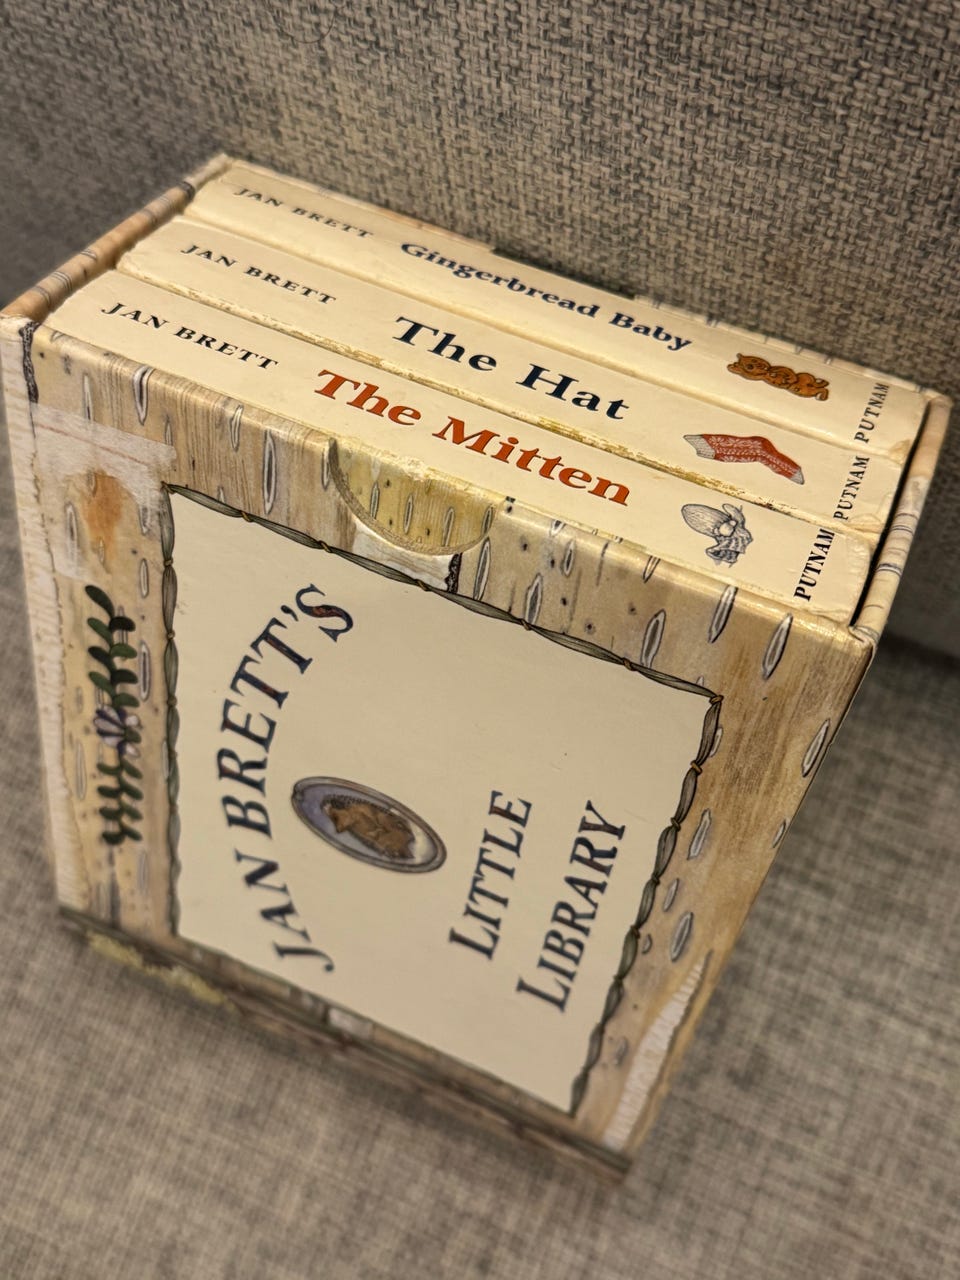 JAN BRETT Gingerbread Baby PUTNAM
JAN BRETT The Hat PUTNAM
JAN BRETT The Mitten PUTNAM
JAN BRETT'S
LITTLE
LIBRARY